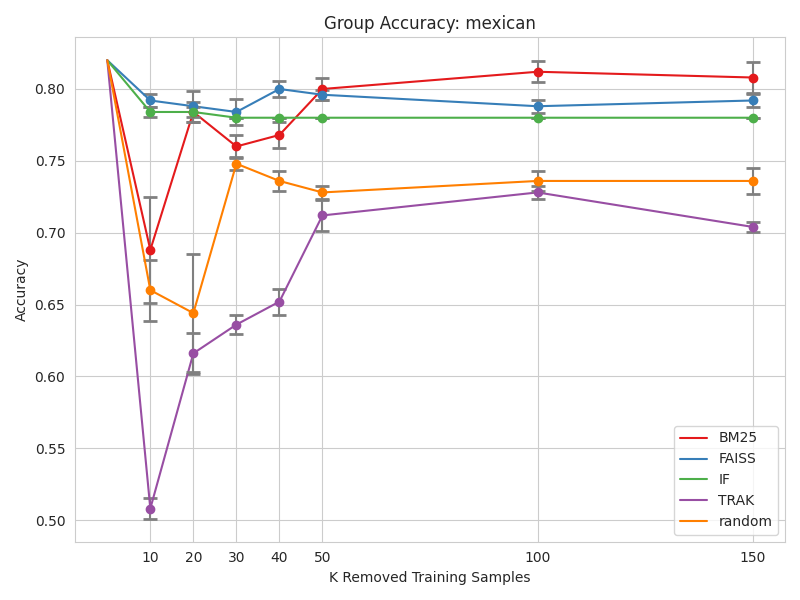 Group Accuracy: mexican
Accuracy
0.80
0.75
0.70
0.65
0.60
0.55
0.50
10 20 30 40 50 100 150
K Removed Training Samples
BM25
FAISS
IF
TRAK
random